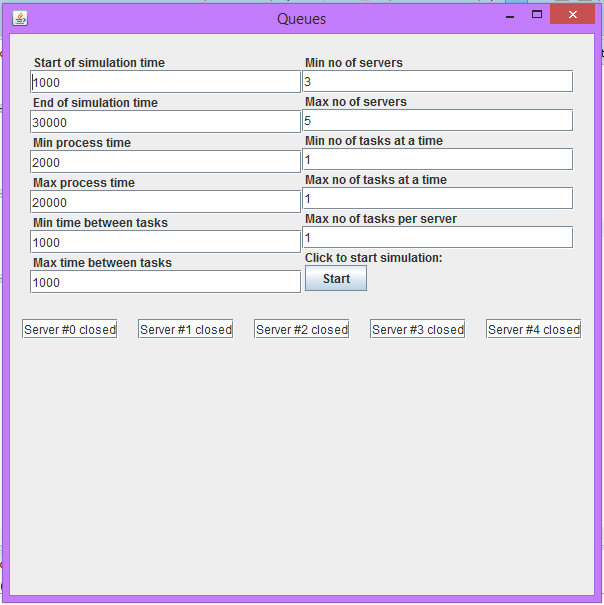 Queues
Start of simulation time
1000
End of simulation time
30000
Min process time
2000
Max process time
20000
Min time between tasks
1000
Max time between tasks
1000
Min no of servers
3
Max no of servers
5
Min no of tasks at a time
1
Max no of tasks at a time
1
Max no of tasks per server
1
Click to start simulation:
Start
Server #0 closed
Server #1 closed
Server #2 closed
Server #3 closed
Server #4 closed